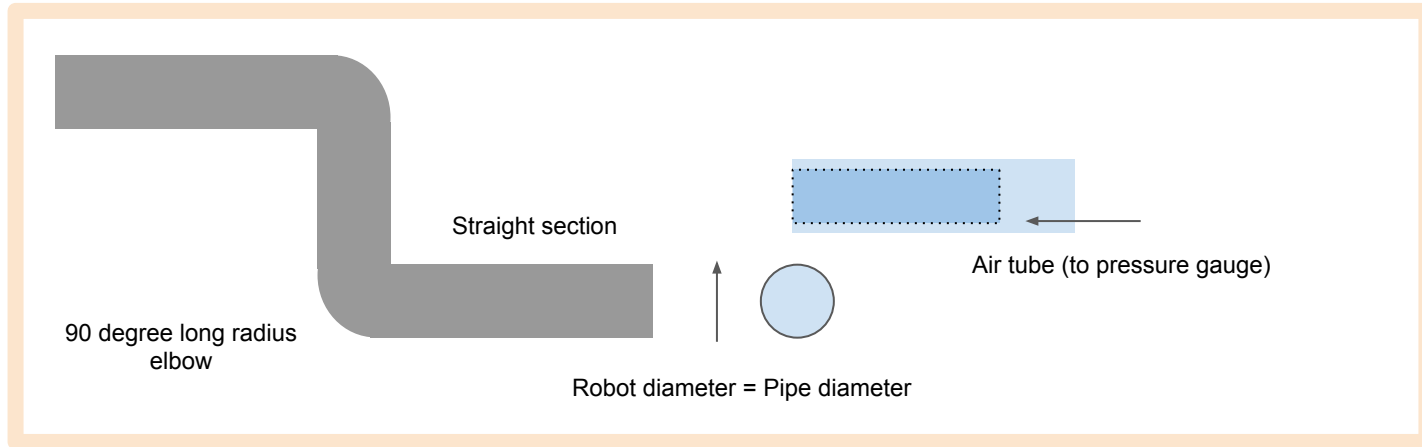 Straight section
Air tube (to pressure gauge)
90 degree long radius
elbow
Robot diameter = Pipe diameter